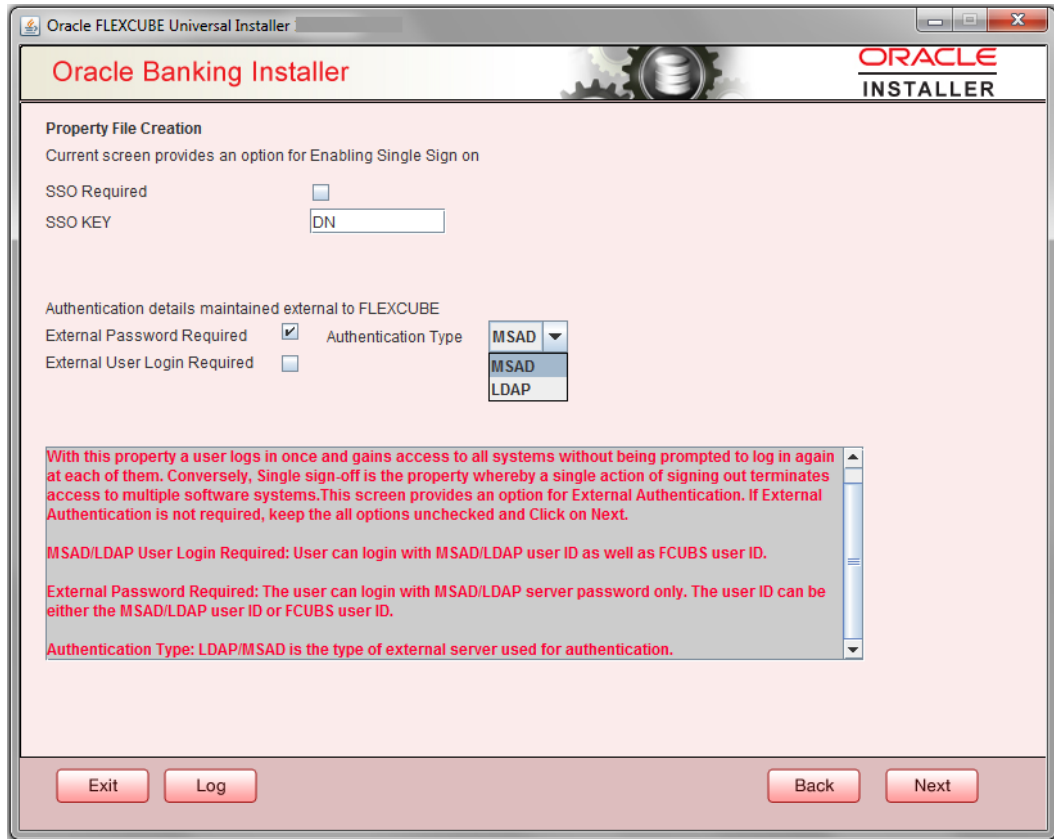 Oracle FLEXCUBE Universal Installer
Oracle Banking Installer
ORACLE
INSTALLER
Property File Creation
Current screen provides an option for Enabling Single Sign on
SSO Required
SSO KEY DN
Authentication details maintained external to FLEXCUBE
External Password Required Authentication Type MSAD
External User Login Required
MSAD
LDAP
With this property a user logs in once and gains access to all systems without being prompted to log in again
at each of them. Conversely, Single sign-off is the property whereby a single action of signing out terminates
access to multiple software systems.This screen provides an option for External Authentication. If External
Authentication is not required, keep the all options unchecked and Click on Next.
MSAD/LDAP User Login Required: User can login with MSAD/LDAP user ID as well as FCUBS user ID.
External Password Required: The user can login with MSAD/LDAP server password only. The user ID can be
either the MSAD/LDAP user ID or FCUBS user ID.
Authentication Type: LDAP/MSAD is the type of external server used for authentication.
Exit Log Back Next